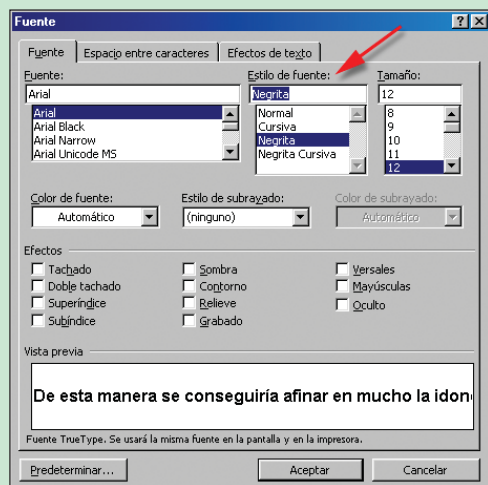 Fuente
Fuente Espacio entre caracteres Efectos de texto
Fuente: Estilo de fuente: Tamaño:
Arial Negrita 12
Arial Normal 8
Arial Black Cursiva 9
Arial Narrow Negrita 10
Arial Unicode MS Negrita Cursiva 11
12
Color de fuente: Estilo de subrayado: Color de subrayado:
Automático (ninguno) Automático
Efectos
Tachado Sombra Versales
Doble tachado Contorno Mayúsculas
Superíndice Relieve Oculto
Subíndice Grabado
Vista previa
De esta manera se conseguiría afinar en mucho la idon
Fuente TrueType. Se usará la misma fuente en la pantalla y en la impresora.
Predeterminar... Aceptar Cancelar